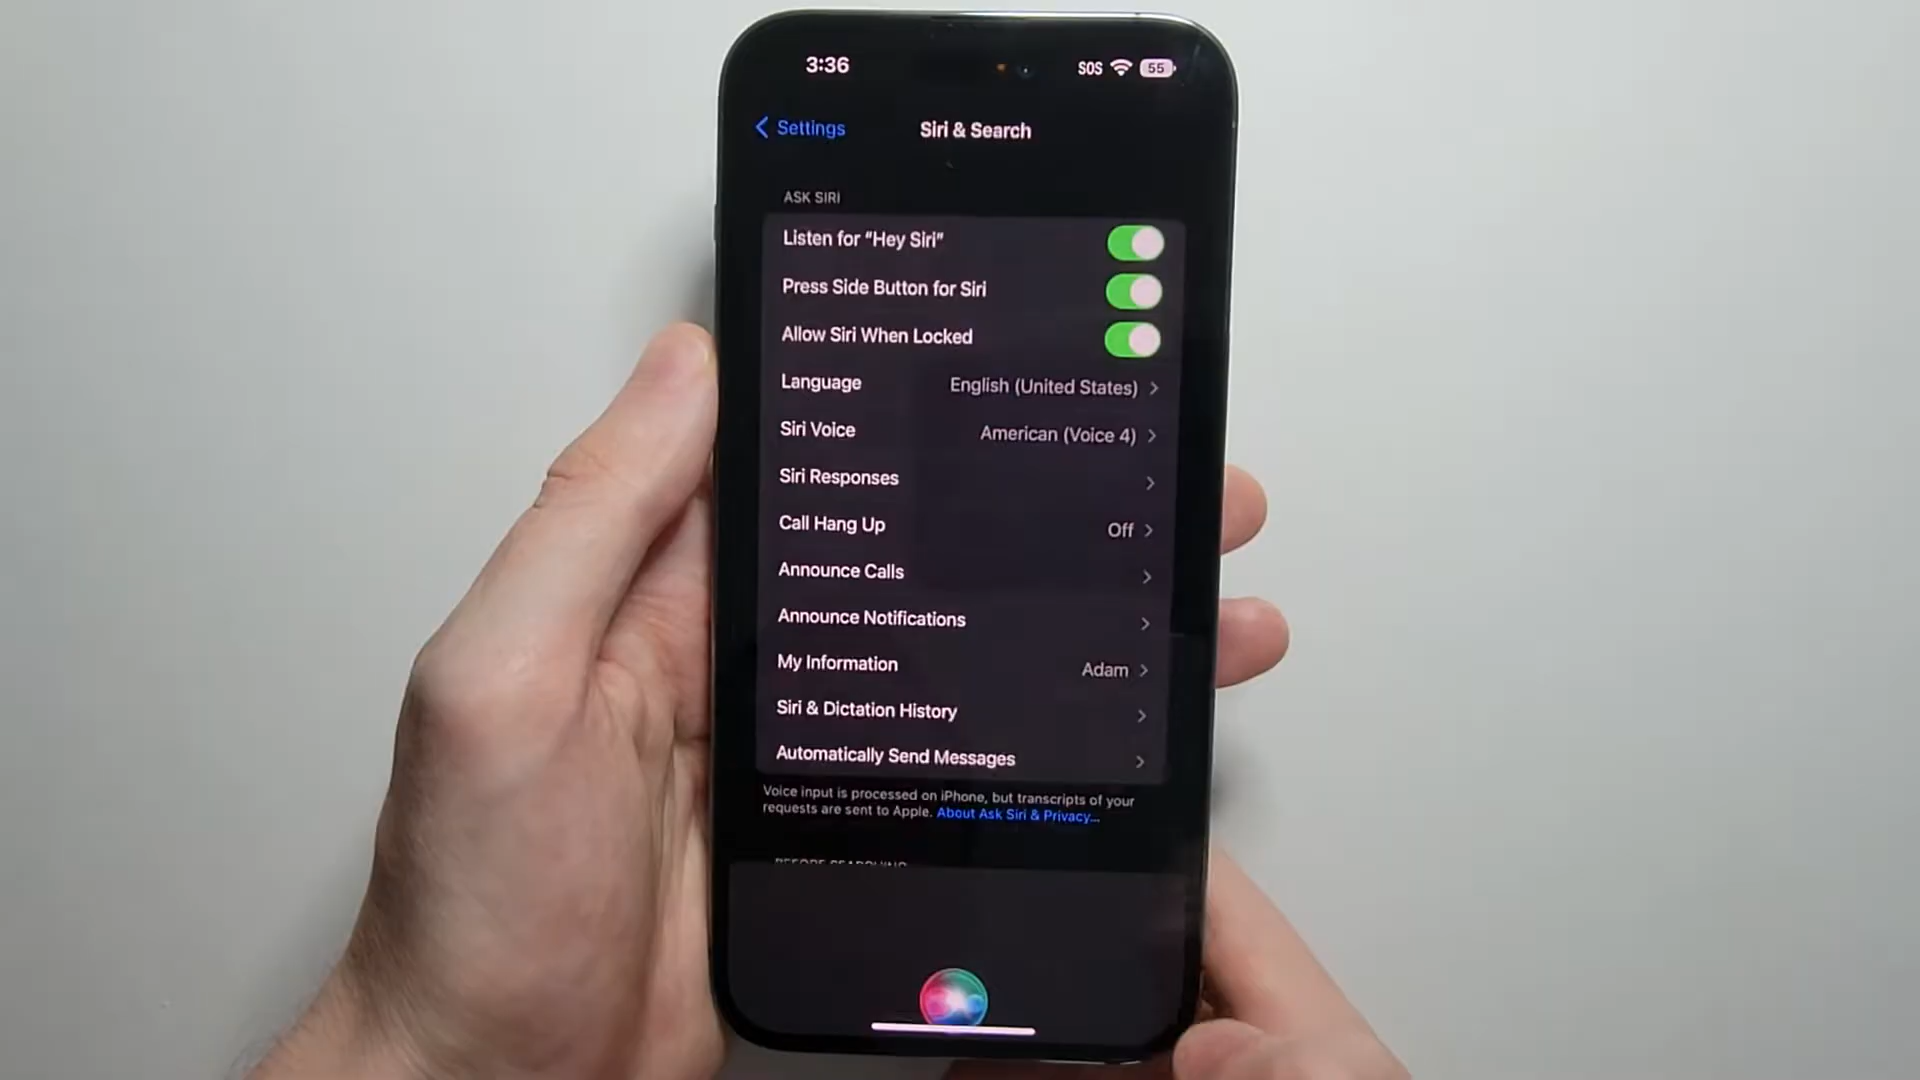 3:36 SOS 55
Settings Siri & Search
ASK SIRI
Listen for “Hey Siri”
Press Side Button for Siri
Allow Siri When Locked
Language English (United States)
Siri Voice American (Voice 4)
Siri Responses
Call Hang Up Off
Announce Calls
Announce Notifications
My Information Adam
Siri & Dictation History
Automatically Send Messages
Voice input is processed on iPhone, but transcripts of your
requests are sent to Apple. About Ask Siri & Privacy...
BEFORE SEARCHING